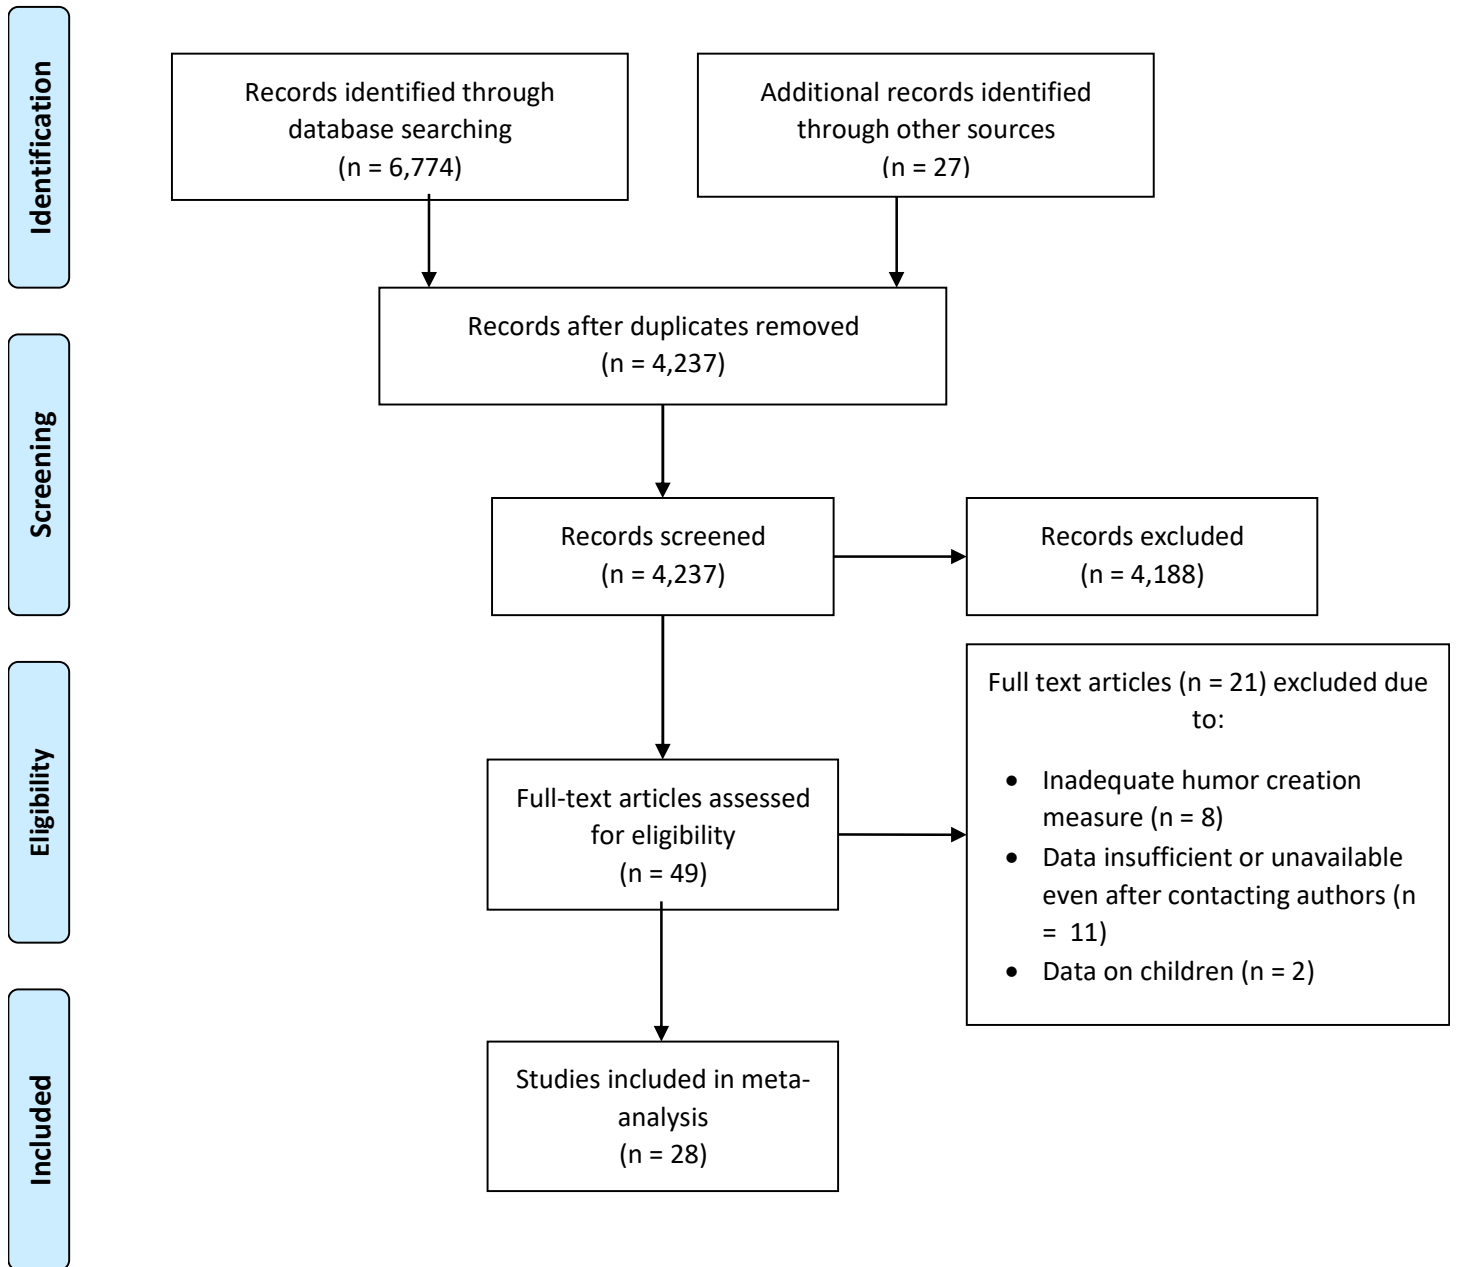 Identification
Records identified through
database searching
(n = 6,774)
Additional records identified
through other sources
(n = 27)
Records after duplicates removed
(n = 4,237)
Screening
Records screened
(n = 4,237)
Records excluded
(n = 4,188)
Eligibility
Full-text articles assessed
for eligibility
(n = 49)
Full text articles (n = 21) excluded due
to:
• Inadequate humor creation
measure (n = 8)
• Data insufficient or unavailable
even after contacting authors (n
= 11)
• Data on children (n = 2)
Included
Studies included in meta-
analysis
(n = 28)